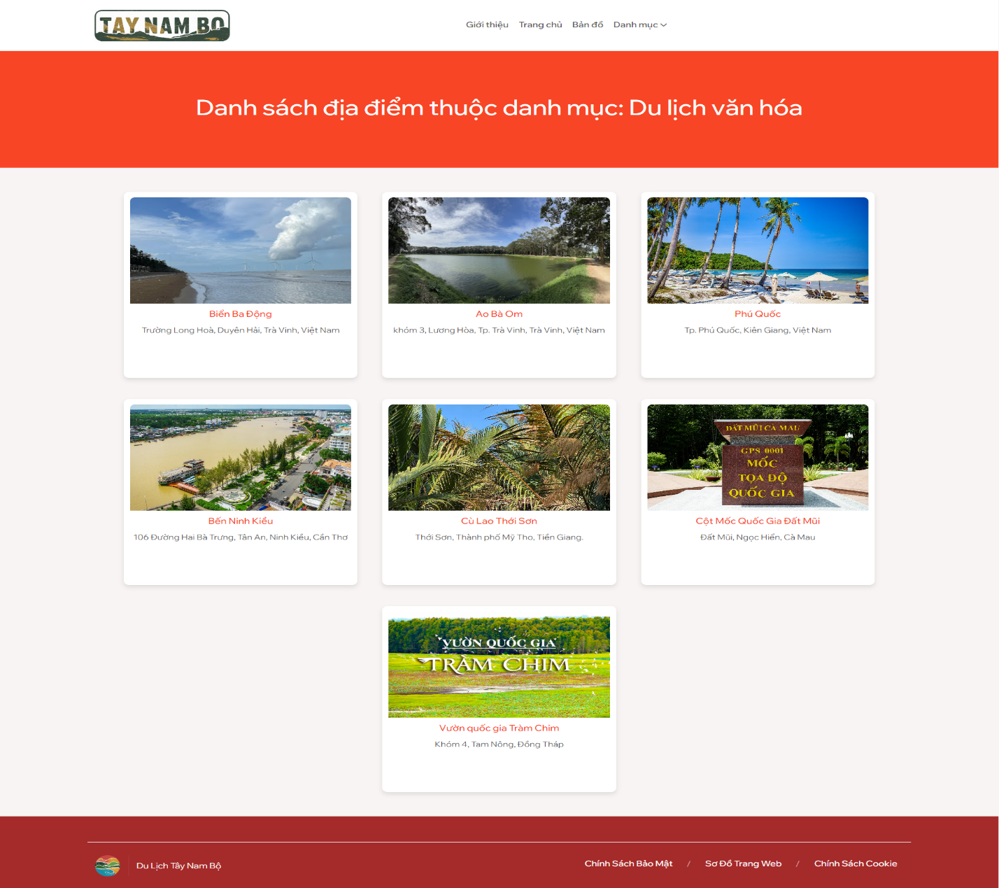 TAY NAM BO
Giới thiệu Trang chủ Bản đồ Danh mục
Danh sách địa điểm thuộc danh mục: Du lịch văn hóa
Biển Ba Động
Trường Long Hoà, Duyên Hải, Trà Vinh, Việt Nam
Ao Bà Om
khóm 3, Lương Hòa, Tp. Trà Vinh, Trà Vinh, Việt Nam
Phú Quốc
Tp. Phú Quốc, Kiên Giang, Việt Nam
Bến Ninh Kiều
106 Đường Hai Bà Trưng, Tân An, Ninh Kiều, Cần Thơ
Cù Lao Thới Sơn
Thới Sơn, Thành phố Mỹ Tho, Tiền Giang.
ĐẤT MŨI CÀ MAU
GPS 0001
MỐC
TỌA ĐỘ
QUỐC GIA
Cột Mốc Quốc Gia Đất Mũi
Đất Mũi, Ngọc Hiển, Cà Mau
VƯỜN QUỐC GIA
TRÀM CHIM
Vườn quốc gia Tràm Chim
Khóm 4, Tam Nông, Đồng Tháp
Du Lịch Tây Nam Bộ
Chính Sách Bảo Mật / Sơ Đồ Trang Web / Chính Sách Cookie